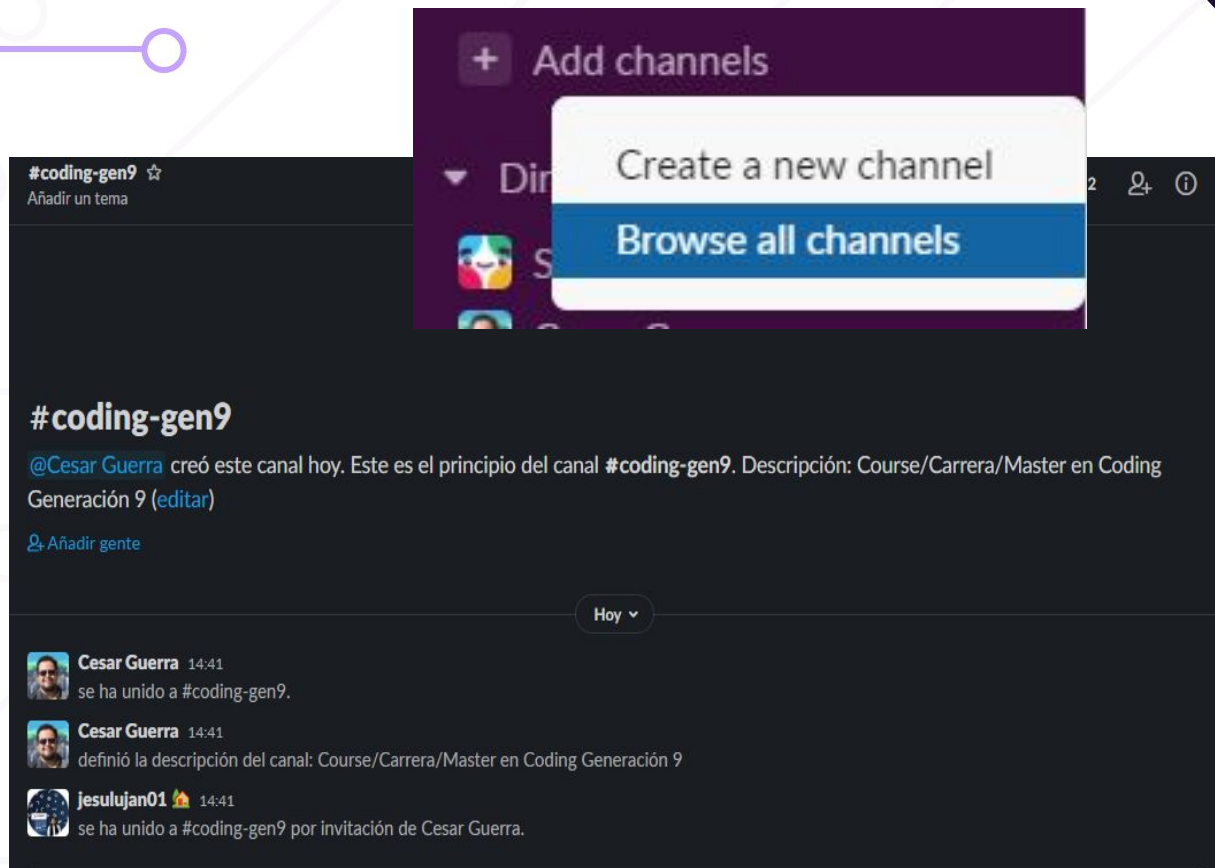 + Add channels
Create a new channel
Browse all channels
#coding-gen9
Añadir un tema
2
#coding-gen9
@Cesar Guerra creó este canal hoy. Este es el principio del canal #coding-gen9. Descripción: Course/Carrera/Master en Coding
Generación 9 (editar)
Añadir gente
Hoy
Cesar Guerra 14:41
se ha unido a #coding-gen9.
Cesar Guerra 14:41
definió la descripción del canal: Course/Carrera/Master en Coding Generación 9
jesulujan01 14:41
se ha unido a #coding-gen9 por invitación de Cesar Guerra.